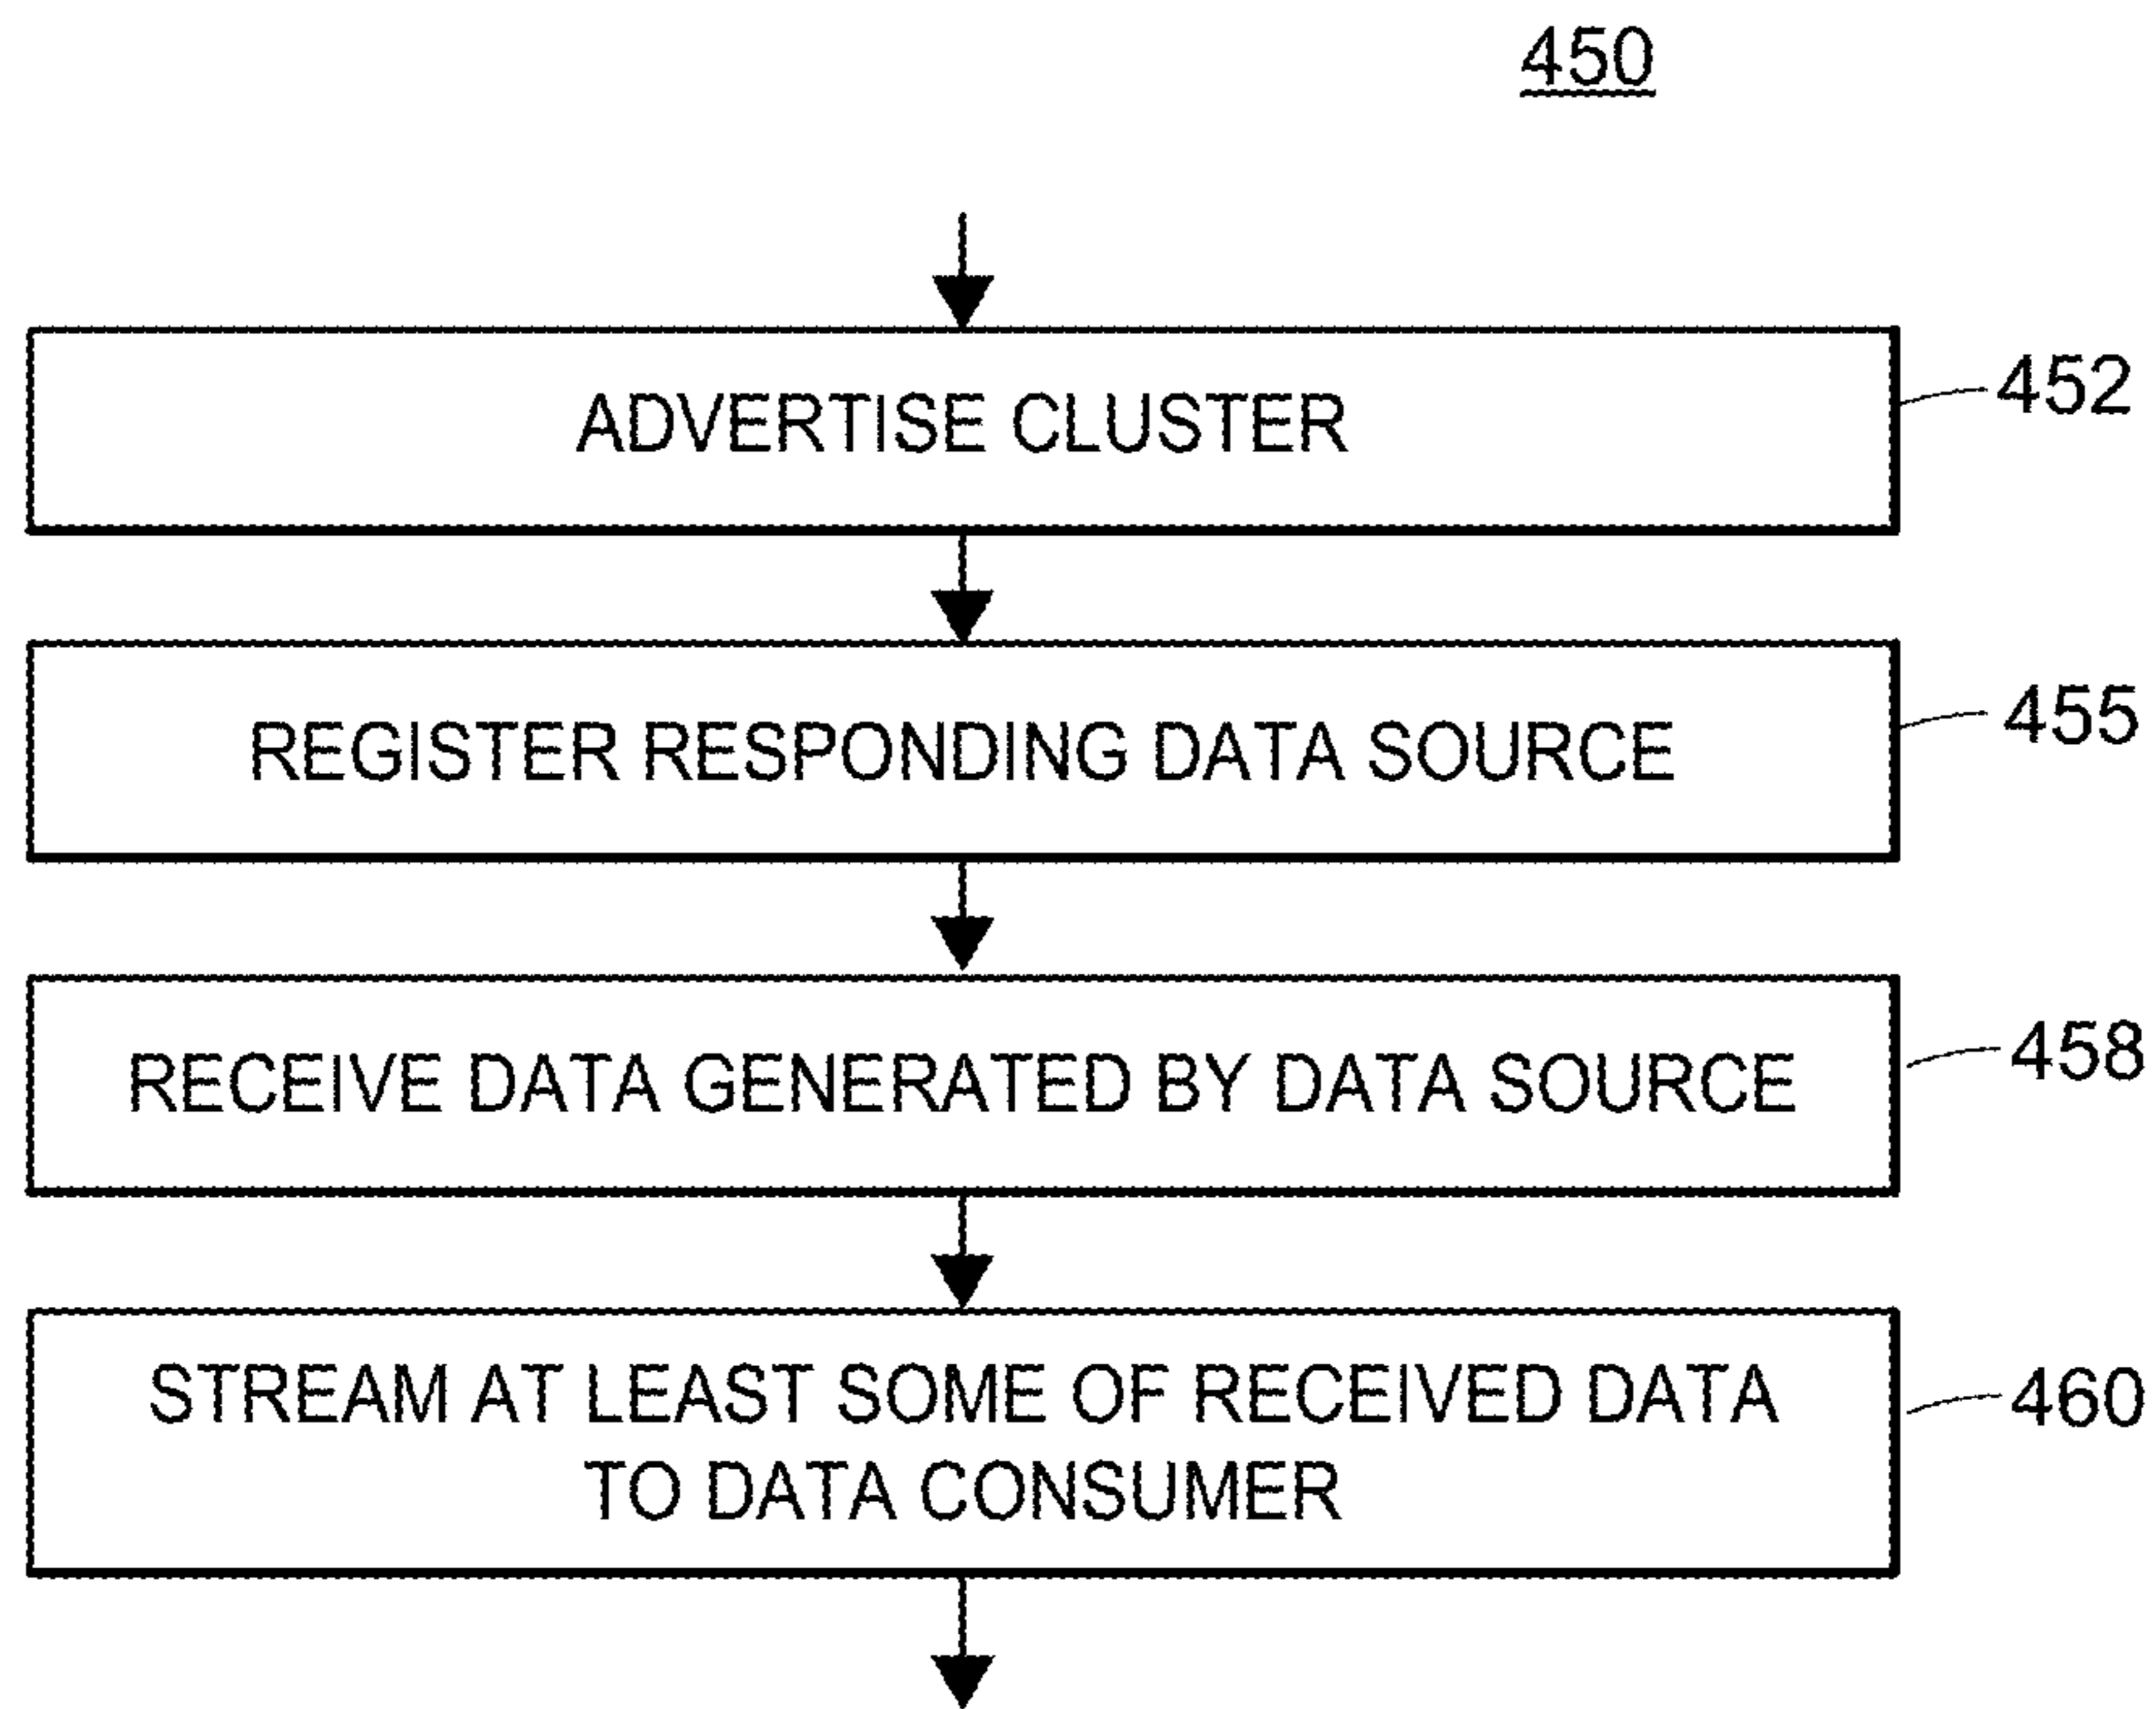 450
ADVERTISE CLUSTER
452
REGISTER RESPONDING DATA SOURCE
455
RECEIVE DATA GENERATED BY DATA SOURCE
458
STREAM AT LEAST SOME OF RECEIVED DATA
TO DATA CONSUMER
460